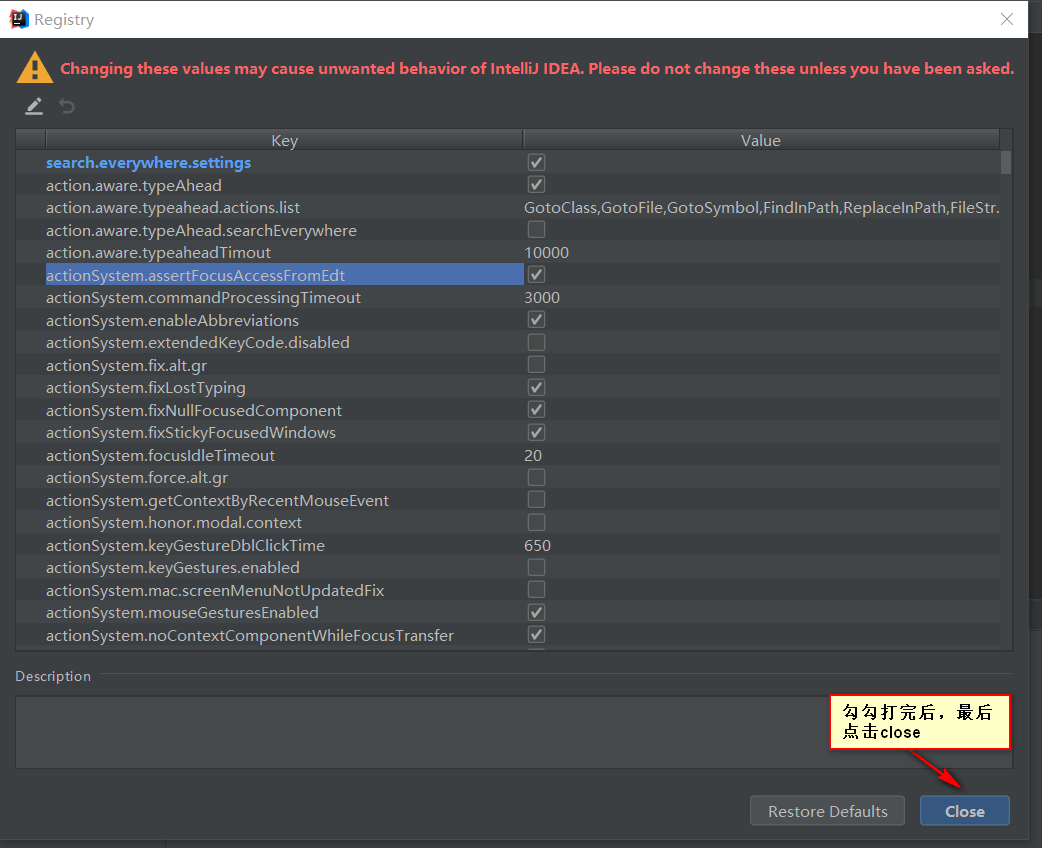 Registry
Changing these values may cause unwanted behavior of IntelliJ IDEA. Please do not change these unless you have been asked.
Key Value
search.everywhere.settings
action.aware.typeAhead
action.aware.typeahead.actions.list GotoClass,GotoFile,GotoSymbol,FindInPath,ReplaceInPath,FileStr...
action.aware.typeAhead.searchEverywhere
action.aware.typeaheadTimout 10000
actionSystem.assertFocusAccessFromEdt
actionSystem.commandProcessingTimeout 3000
actionSystem.enableAbbreviations
actionSystem.extendedKeyCode.disabled
actionSystem.fix.alt.gr
actionSystem.fixLostTyping
actionSystem.fixNullFocusedComponent
actionSystem.fixStickyFocusedWindows
actionSystem.focusIdleTimeout 20
actionSystem.force.alt.gr
actionSystem.getContextByRecentMouseEvent
actionSystem.honor.modal.context
actionSystem.keyGestureDblClickTime 650
actionSystem.keyGestures.enabled
actionSystem.mac.screenMenuNotUpdatedFix
actionSystem.mouseGesturesEnabled
actionSystem.noContextComponentWhileFocusTransfer
Description
勾勾打完后，最后
点击close
Restore Defaults Close